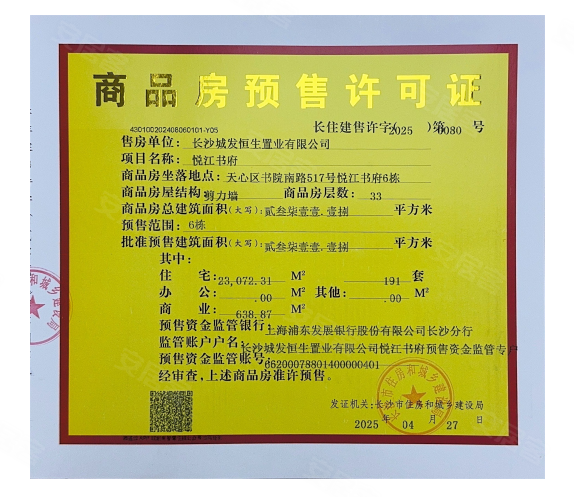 商品房预售许可证
430100202406060101-Y05
长住建售许字(2025)第0080号
售房单位：长沙城发恒生置业有限公司
项目名称：悦江书府
商品房坐落地点：天心区书院南路517号悦江书府6栋
商品房屋结构：剪力墙 商品房层数：33
商品房总建筑面积(大写)：贰叁柒壹壹.壹捌 平方米
预售范围：6栋
批准预售建筑面积(大写)：贰叁柒壹壹.壹捌 平方米
其中：
住宅：23,072.31 M² 191 套
办公：.00 M² 其他：.00 M²
商业：638.87 M²
预售资金监管银行：上海浦东发展银行股份有限公司长沙分行
监管账户户名：长沙城发恒生置业有限公司悦江书府预售资金监管专户
预售资金监管账号：66200078801400000401
经审查，上述商品房准许预售。
发证机关：长沙市住房和城乡建设局
2025年04月27日